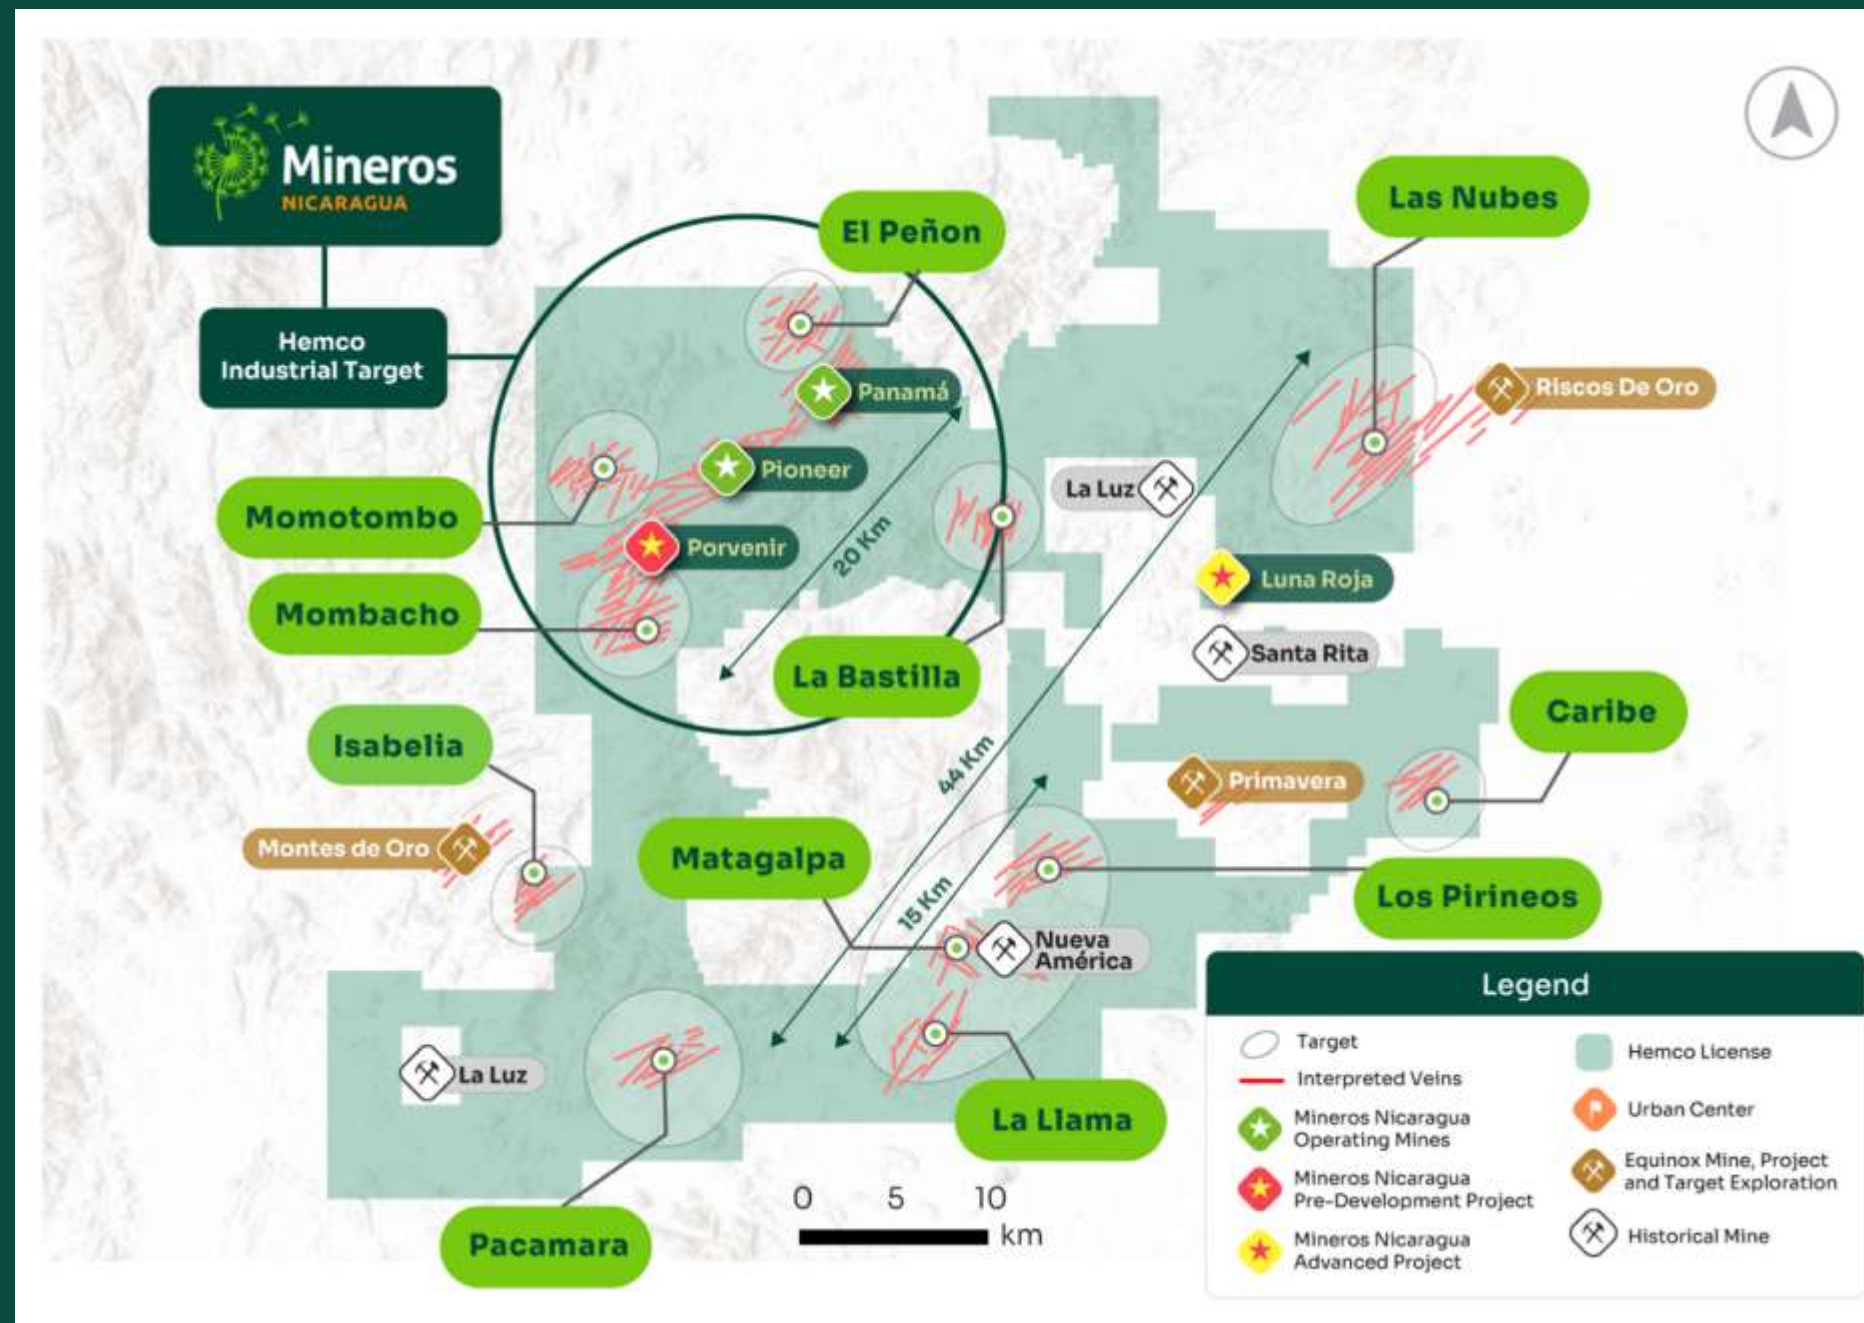 Mineros
NICARAGUA
Hemco
Industrial Target
El Peñon
Las Nubes
Panamá
Riscos De Oro
Pioneer
La Luz
Momotombo
Porvenir
20 Km
Luna Roja
Mombacho
Santa Rita
La Bastilla
Isabelia
Caribe
44 Km
Primavera
Montes de Oro
Matagalpa
15 Km
Los Pirineos
Nueva
América
La Luz
La Llama
Pacamara
0 5 10
km
Legend
Target
Interpreted Veins
Mineros Nicaragua
Operating Mines
Mineros Nicaragua
Pre-Development Project
Mineros Nicaragua
Advanced Project
Hemco License
Urban Center
Equinox Mine, Project
and Target Exploration
Historical Mine